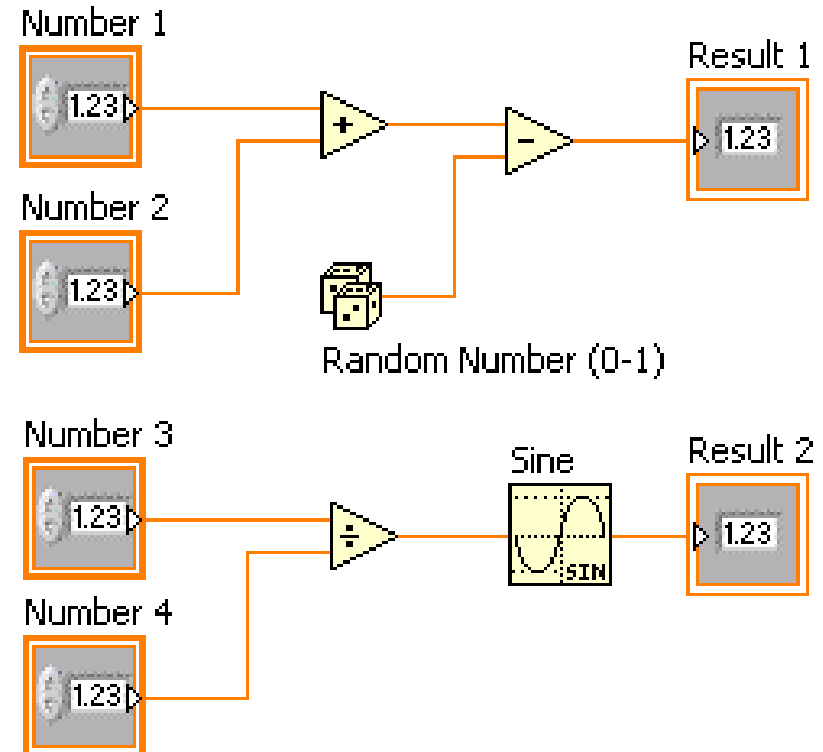 Number 1
1.23
+
-
Result 1
1.23
Number 2
1.23
Random Number (0-1)
Number 3
1.23
÷
Sine
SIN
Result 2
1.23
Number 4
1.23